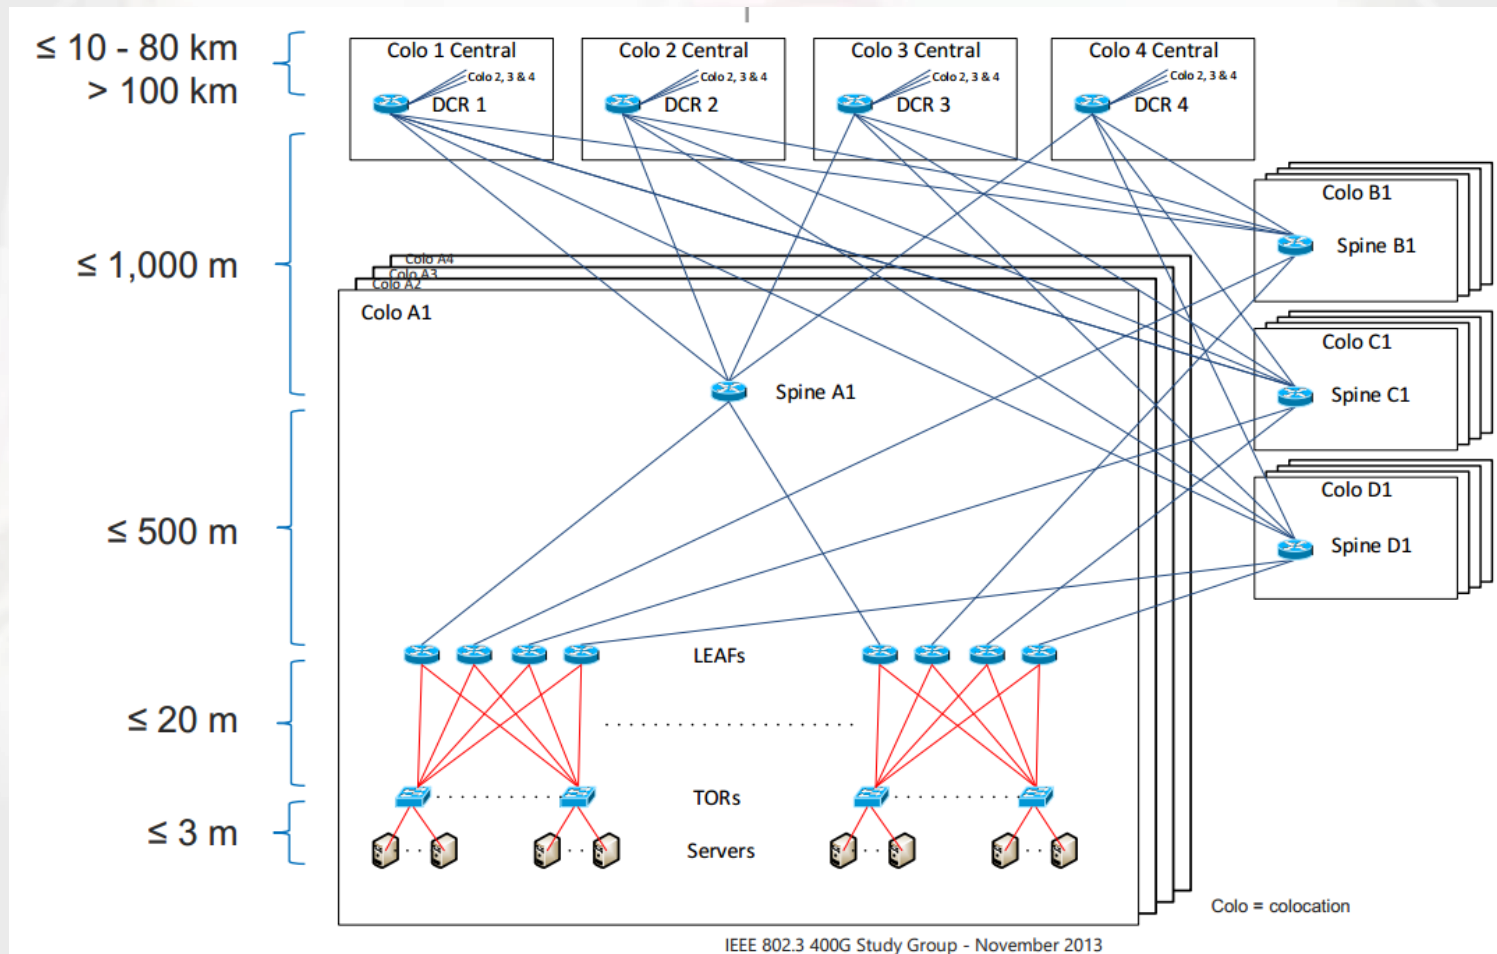 ≤ 10 - 80 km
> 100 km
Colo 1 Central
Colo 2, 3 & 4
DCR 1
Colo 2 Central
Colo 2, 3 & 4
DCR 2
Colo 3 Central
Colo 2, 3 & 4
DCR 3
Colo 4 Central
Colo 2, 3 & 4
DCR 4
≤ 1,000 m
Colo B1
Spine B1
Colo A4
Colo A3
Colo A2
Colo A1
Colo C1
Spine C1
Spine A1
Colo D1
Spine D1
≤ 500 m
LEAFs
≤ 20 m
TORs
≤ 3 m
Servers
Colo = colocation
IEEE 802.3 400G Study Group - November 2013